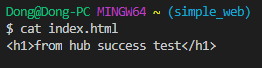 Dong@Dong-PC MINGW64 ~ (simple_web)
$ cat index.html
<h1>from hub success test</h1>